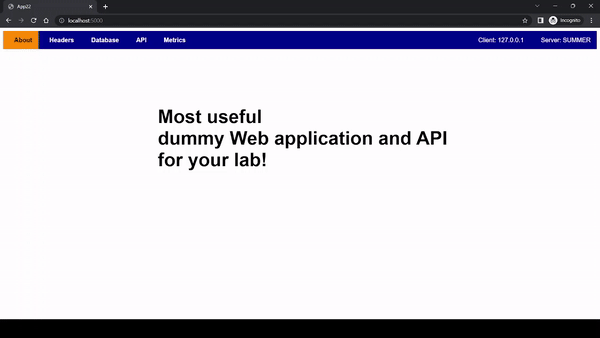 App22
localhost:5000
Incognito
About Headers Database API Metrics Client: 127.0.0.1 Server: SUMMER
Most useful
dummy Web application and API
for your lab!